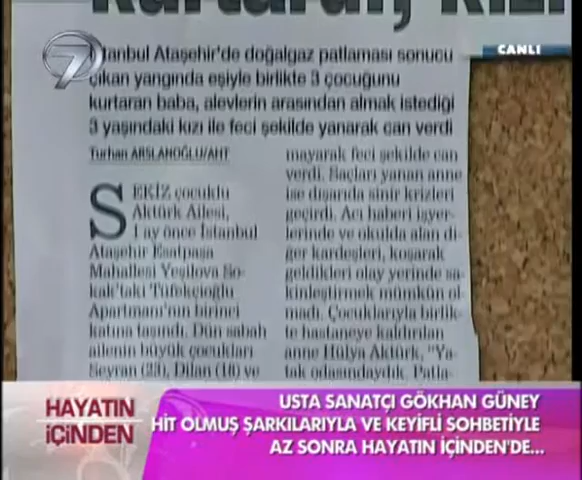 kurtardı, kızı
7
CANLI
İstanbul Ataşehir'de doğalgaz patlaması sonucu
çıkan yangında eşiyle birlikte 3 çocuğunu
kurtaran baba, alevlerin arasından almak istediği
3 yaşındaki kızı ile feci şekilde yanarak can verdi
Turhan ARSLANOĞLU/AHT
SEKİZ çocuklu
Aktürk Ailesi,
1 ay önce İstanbul
Ataşehir Esatpaşa
Mahallesi Yeşilova So-
kak'taki Tüfekçioğlu
Apartmanı'nın birinci
katına taşındı. Dün sabah
ailenin büyük çocukları
Seyran (23), Dilan (18) ve
mayarak feci şekilde can
verdi. Saçları yanan anne
ise dışarıda sinir krizleri
geçirdi. Acı haberi işyer-
lerinde ve okulda alan di-
ğer kardeşleri, koşarak
geldikleri olay yerinde sa-
kinleştirmek mümkün ol-
madı. Çocuklarıyla birlik-
te hastaneye kaldırılan
anne Hülya Aktürk, "Ya-
tak odasındaydık. Patla-
HAYATIN
İÇİNDEN
USTA SANATÇI GÖKHAN GÜNEY
HİT OLMUŞ ŞARKILARIYLA VE KEYİFLİ SOHBETİYLE
AZ SONRA HAYATIN İÇİNDEN'DE...